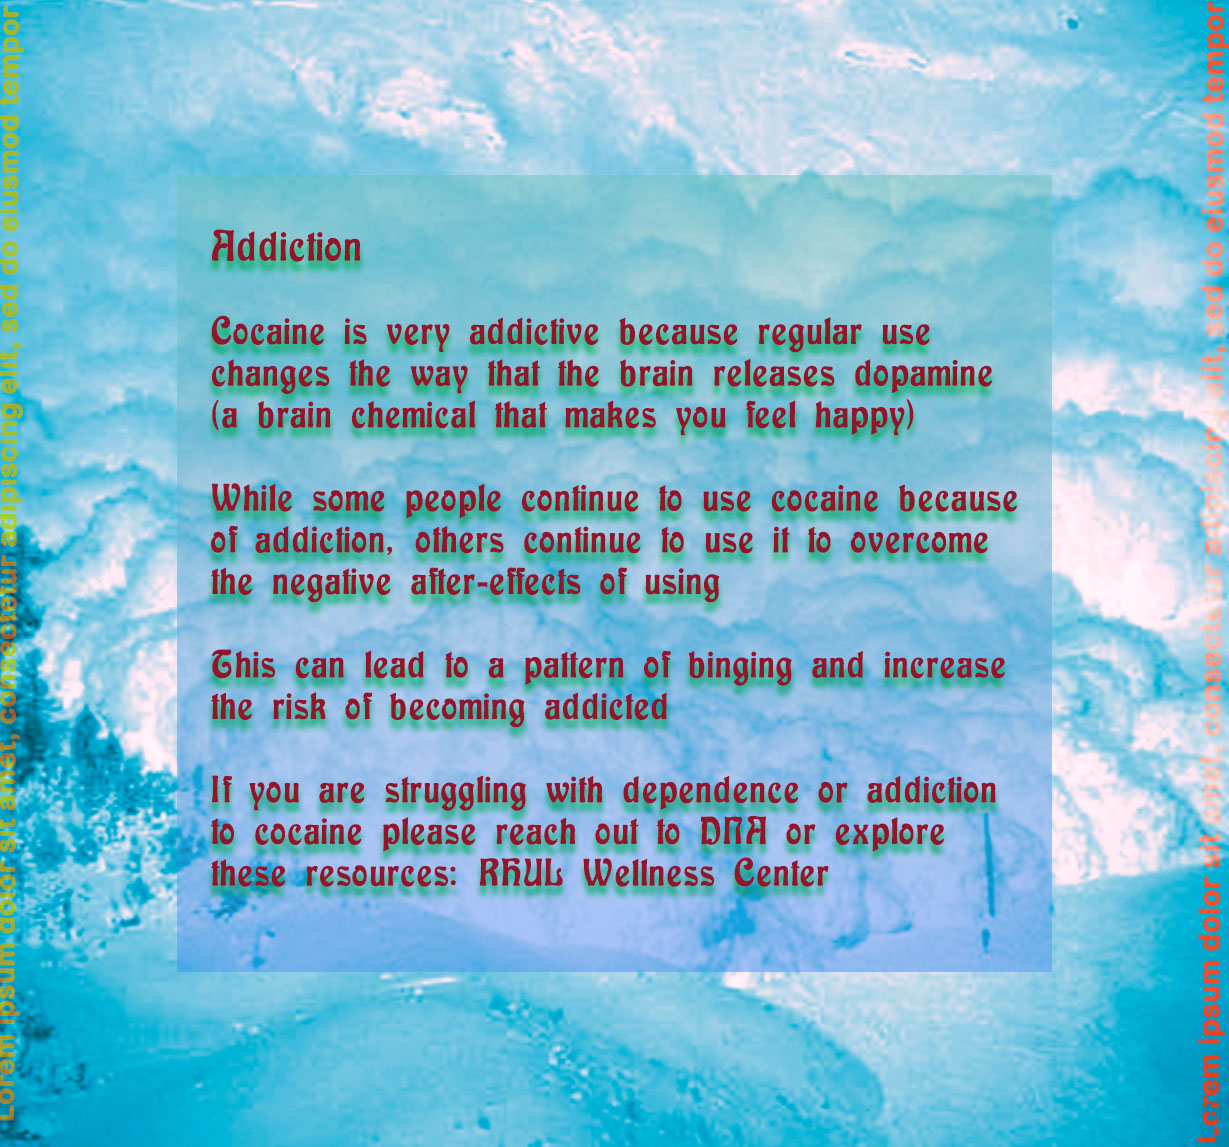 Addiction
Cocaine is very addictive because regular use
changes the way that the brain releases dopamine
(a brain chemical that makes you feel happy)
While some people continue to use cocaine because
of addiction, others continue to use it to overcome
the negative after-effects of using
This can lead to a pattern of binging and increase
the risk of becoming addicted
If you are struggling with dependence or addiction
to cocaine please reach out to DNA or explore
these resources: RHUL Wellness Center
Lorem ipsum dolor sit amet, consectetur adipiscing elit, sed do eiusmod tempor
Lorem ipsum dolor sit amet, consectetur adipiscing elit, sed do eiusmod tempor